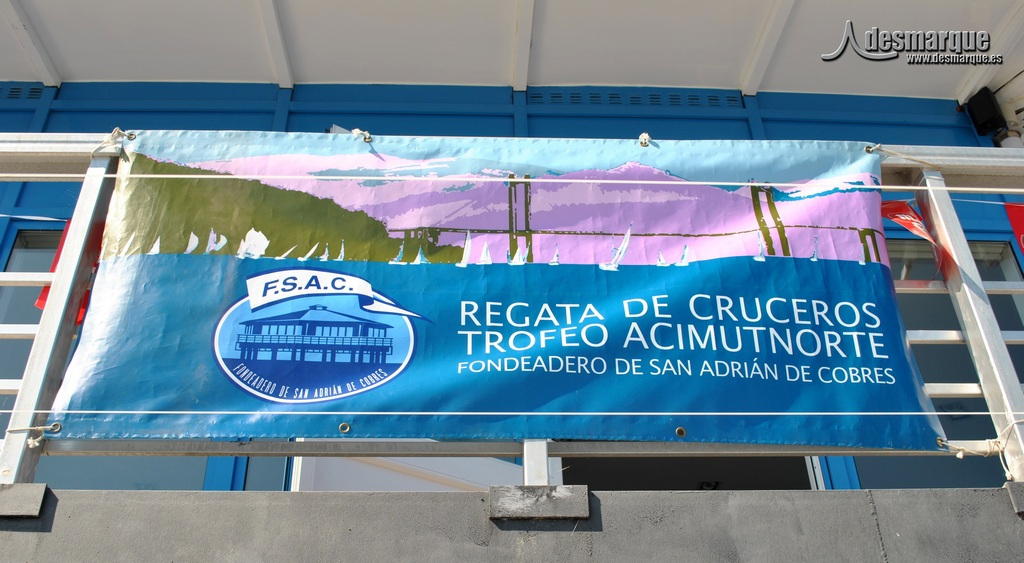 desmarque
www.desmarque.es
F.S.A.C.
FONDEADERO DE SAN ADRIÁN DE COBRES
REGATA DE CRUCEROS
TROFEO ACIMUTNORTE
FONDEADERO DE SAN ADRIÁN DE COBRES